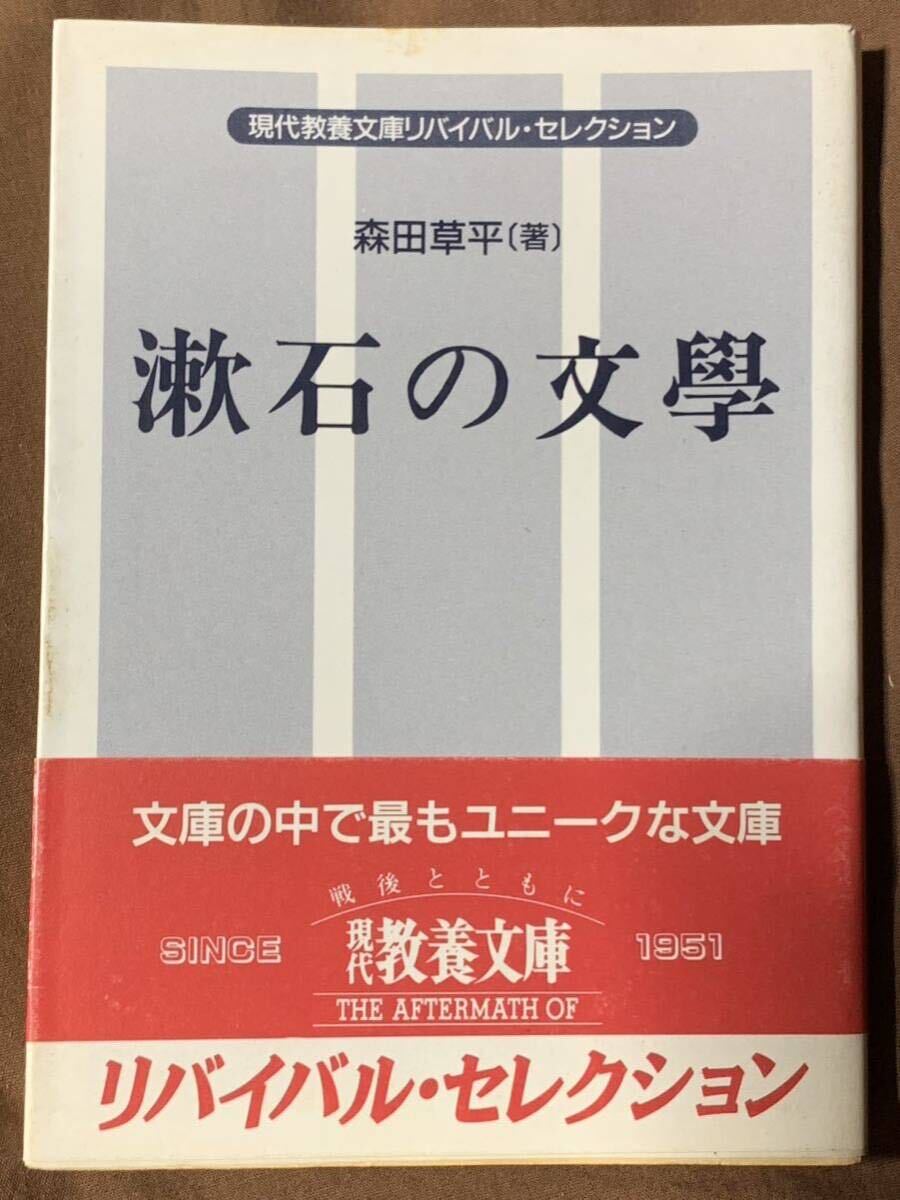 現代教養文庫リバイバル・セレクション
森田草平〔著〕
漱石の文學
文庫の中で最もユニークな文庫
戦後とともに
SINCE 現代教養文庫 1951
THE AFTERMATH OF
リバイバル・セレクション